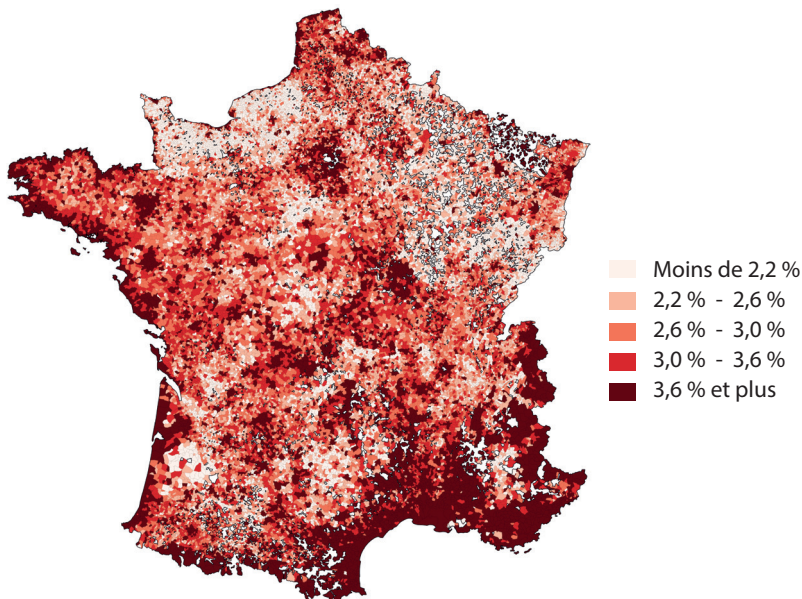 Moins de 2,2 %
2,2 % - 2,6 %
2,6 % - 3,0 %
3,0 % - 3,6 %
3,6 % et plus